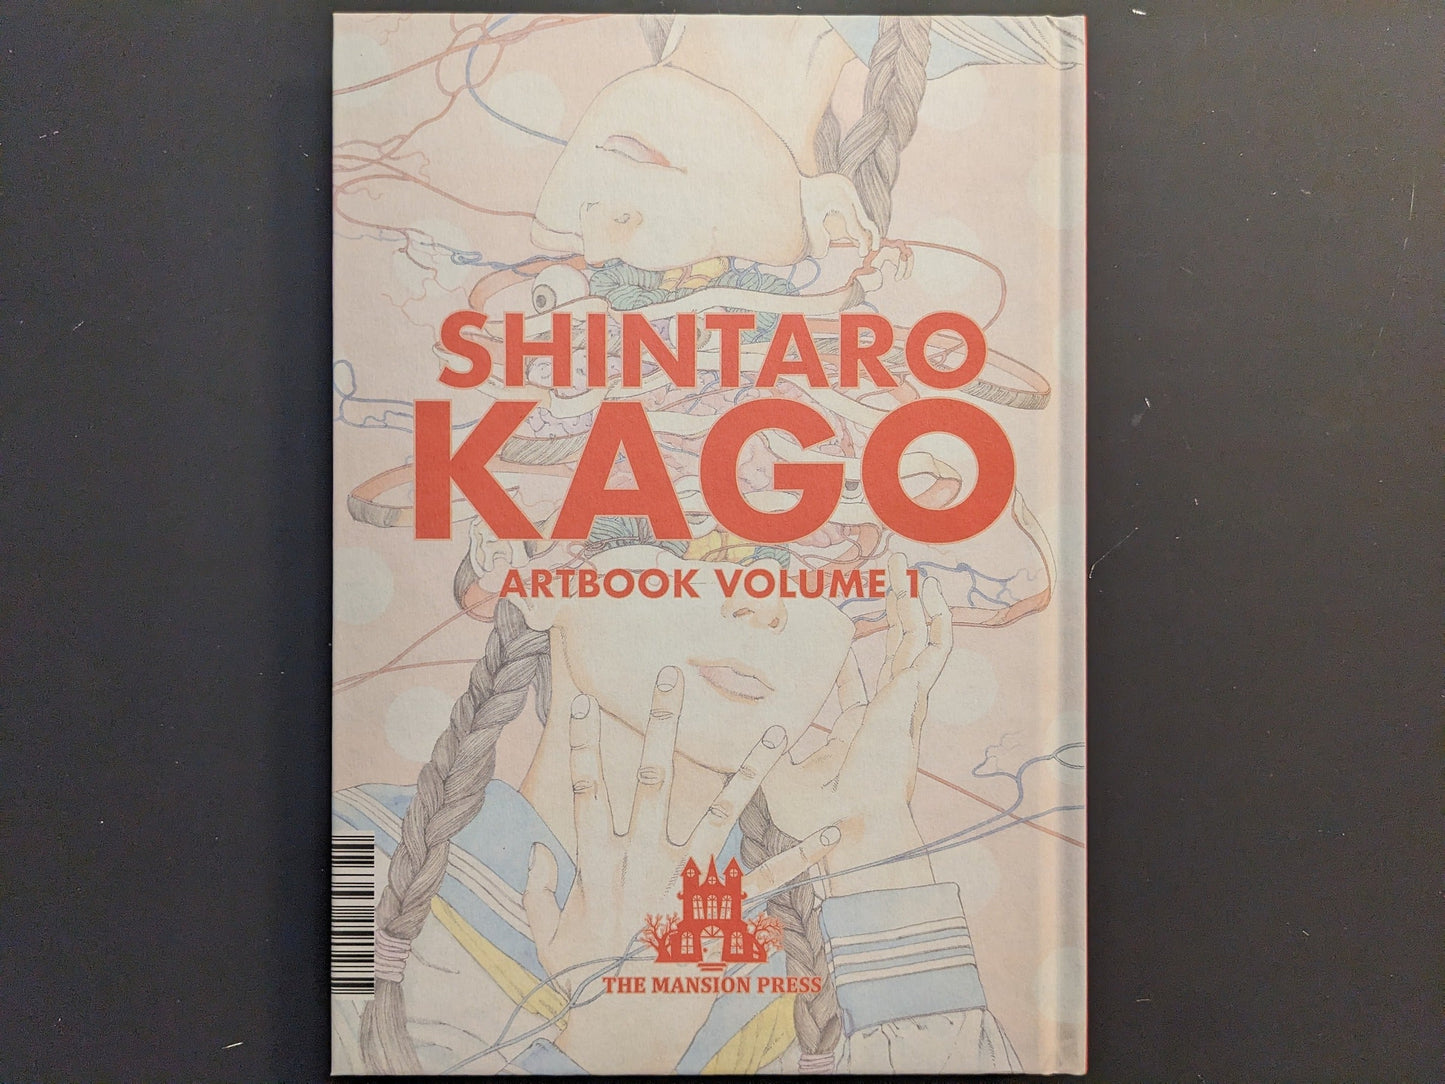 SHINTARO
KAGO
ARTBOOK VOLUME 1
THE MANSION PRESS